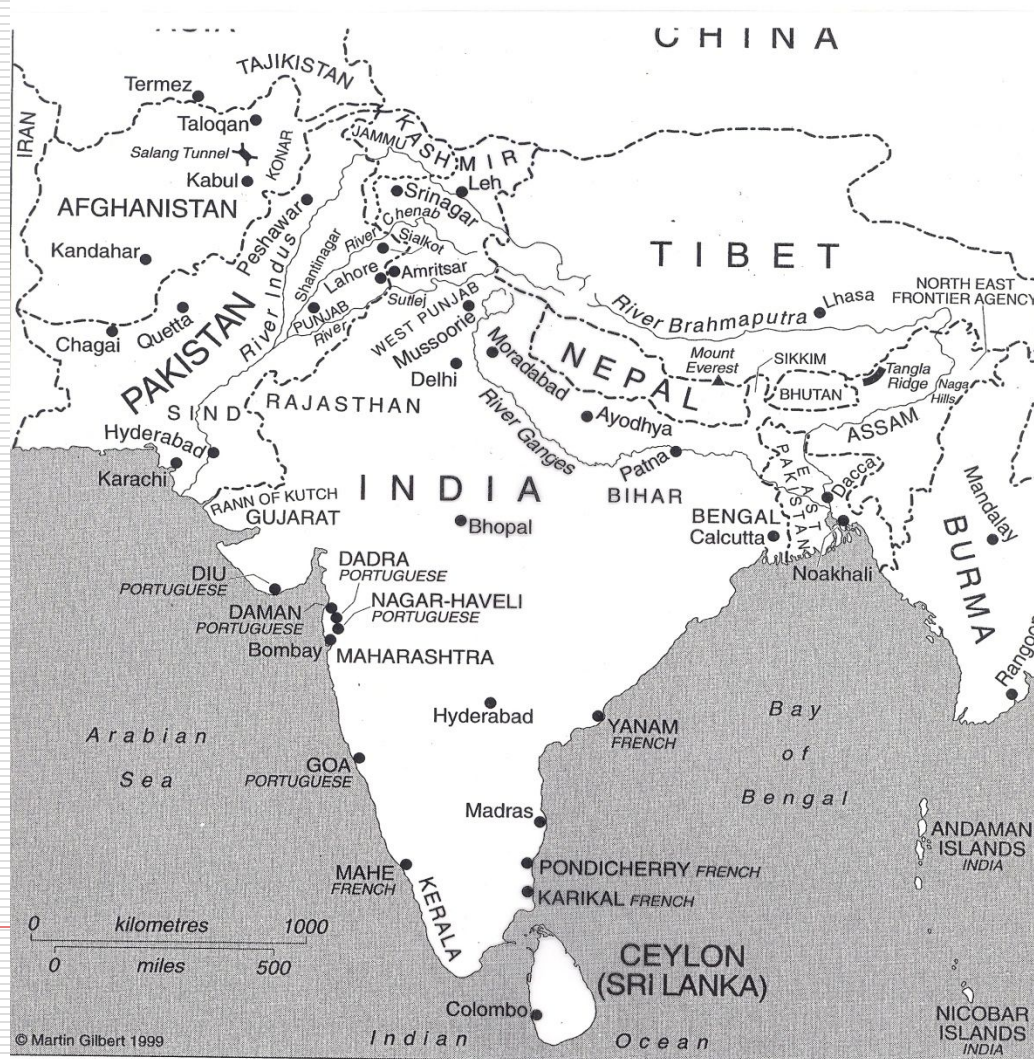 CHINA
TAJIKISTAN
Termez
IRAN
Taloqan
Salang Tunnel
KONAR
KASHMIR
JAMMU
Kabul
Leh
Srinagar
AFGHANISTAN
Peshawar
River Chenab
Sialkot
Shantinagar
TIBET
Kandahar
River Indus
Lahore
Amritsar
NORTH EAST
FRONTIER AGENCY
Sutlej
River
PUNJAB
WEST PUNJAB
Lhasa
River Brahmaputra
Chagai
Quetta
PAKISTAN
Mussoorie
Moradabad
NEPAL
Mount
Everest
SIKKIM
BHUTAN
Tangla
Ridge
Naga
Hills
Delhi
SIND
RAJASTHAN
River Ganges
Ayodhya
ASSAM
Hyderabad
Karachi
Patna
EAST
PAKISTAN
Dacca
INDIA
BIHAR
RANN OF KUTCH
GUJARAT
Bhopal
BENGAL
Calcutta
Mandalay
BURMA
Noakhali
DIU
PORTUGUESE
DADRA
PORTUGUESE
DAMAN
PORTUGUESE
NAGAR-HAVELI
PORTUGUESE
Bombay
MAHARASHTRA
Rangoon
Hyderabad
YANAM
FRENCH
Arabian
Sea
Bay
of
Bengal
GOA
PORTUGUESE
Madras
ANDAMAN
ISLANDS
INDIA
MAHE
FRENCH
PONDICHERRY FRENCH
KARIKAL FRENCH
KERALA
0 kilometres 1000
0 miles 500
CEYLON
(SRI LANKA)
Colombo
NICOBAR
ISLANDS
INDIA
Indian Ocean
© Martin Gilbert 1999